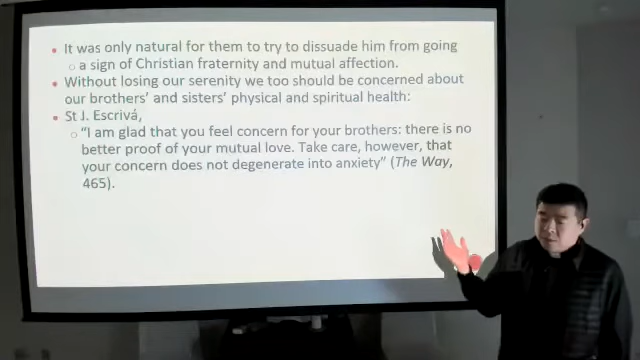 • It was only natural for them to try to dissuade him from going
○ a sign of Christian fraternity and mutual affection.
• Without losing our serenity we too should be concerned about
our brothers' and sisters' physical and spiritual health:
• St J. Escrivá,
○ "I am glad that you feel concern for your brothers: there is no
better proof of your mutual love. Take care, however, that
your concern does not degenerate into anxiety" (The Way,
465).